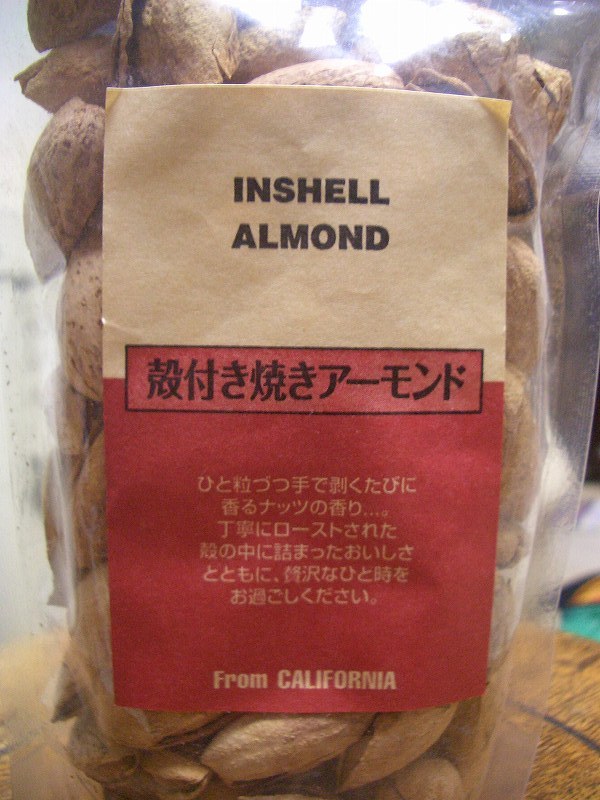 INSHELL
ALMOND
殻付き焼きアーモンド
ひと粒づつ手で剥くたびに
香るナッツの香り…。
丁寧にローストされた
殻の中に詰まったおいしさ
とともに、贅沢なひと時を
お過ごしください。
From CALIFORNIA